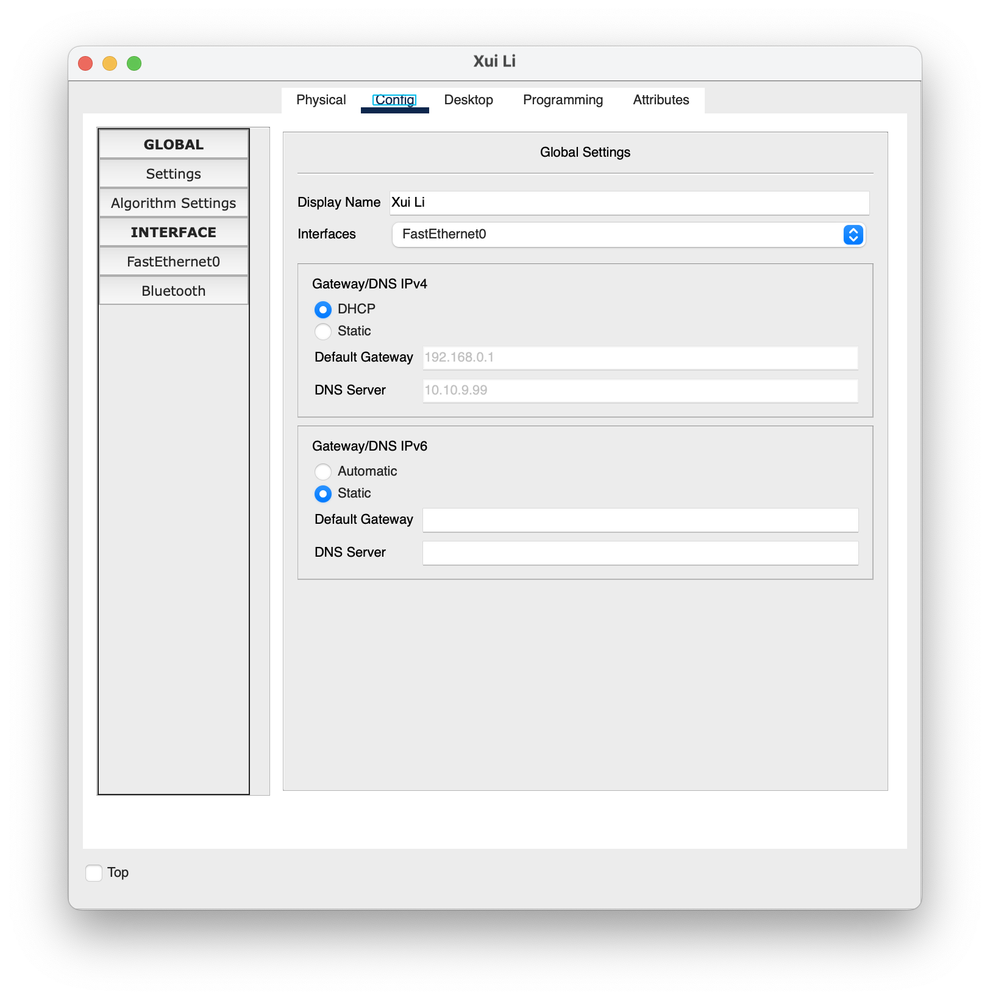 Xui Li
Physical Config Desktop Programming Attributes
GLOBAL
Settings
Algorithm Settings
INTERFACE
FastEthernet0
Bluetooth
Global Settings
Display Name Xui Li
Interfaces FastEthernet0
Gateway/DNS IPv4
DHCP
Static
Default Gateway 192.168.0.1
DNS Server 10.10.9.99
Gateway/DNS IPv6
Automatic
Static
Default Gateway
DNS Server
Top